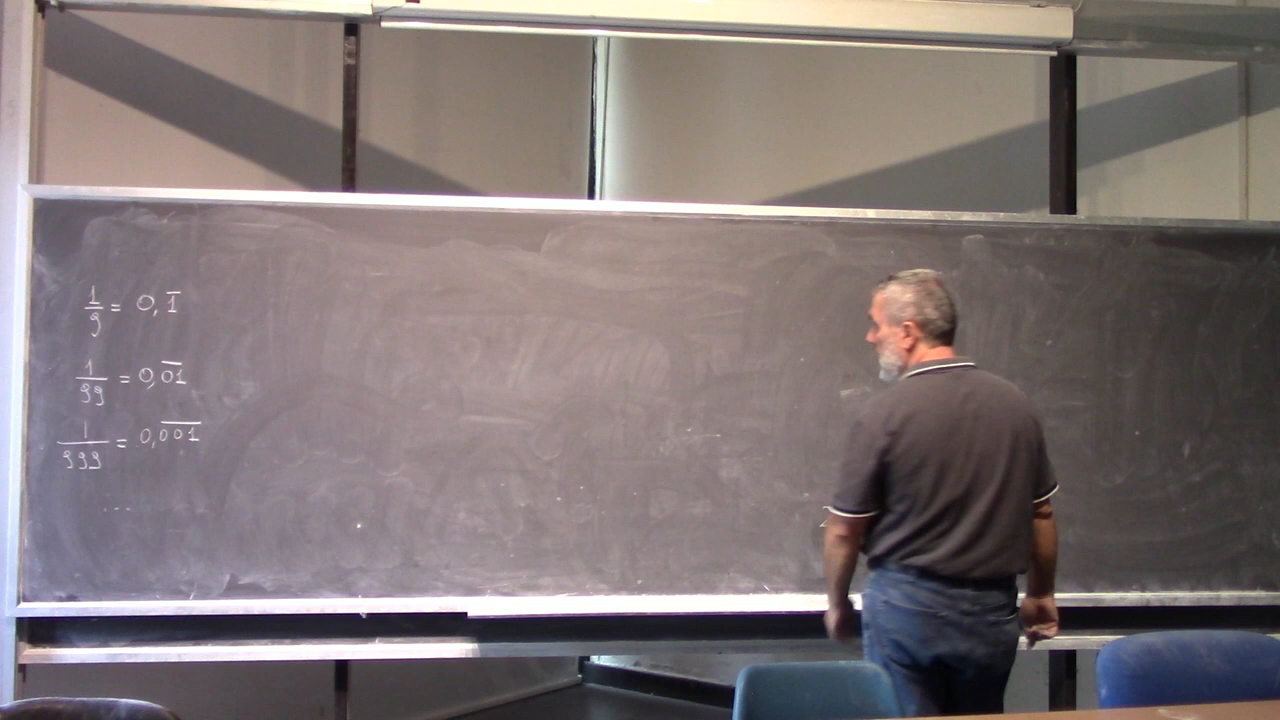 1/9 = 0,1̅
1/99 = 0,0̅1̅
1/999 = 0,0̅0̅1̅
...